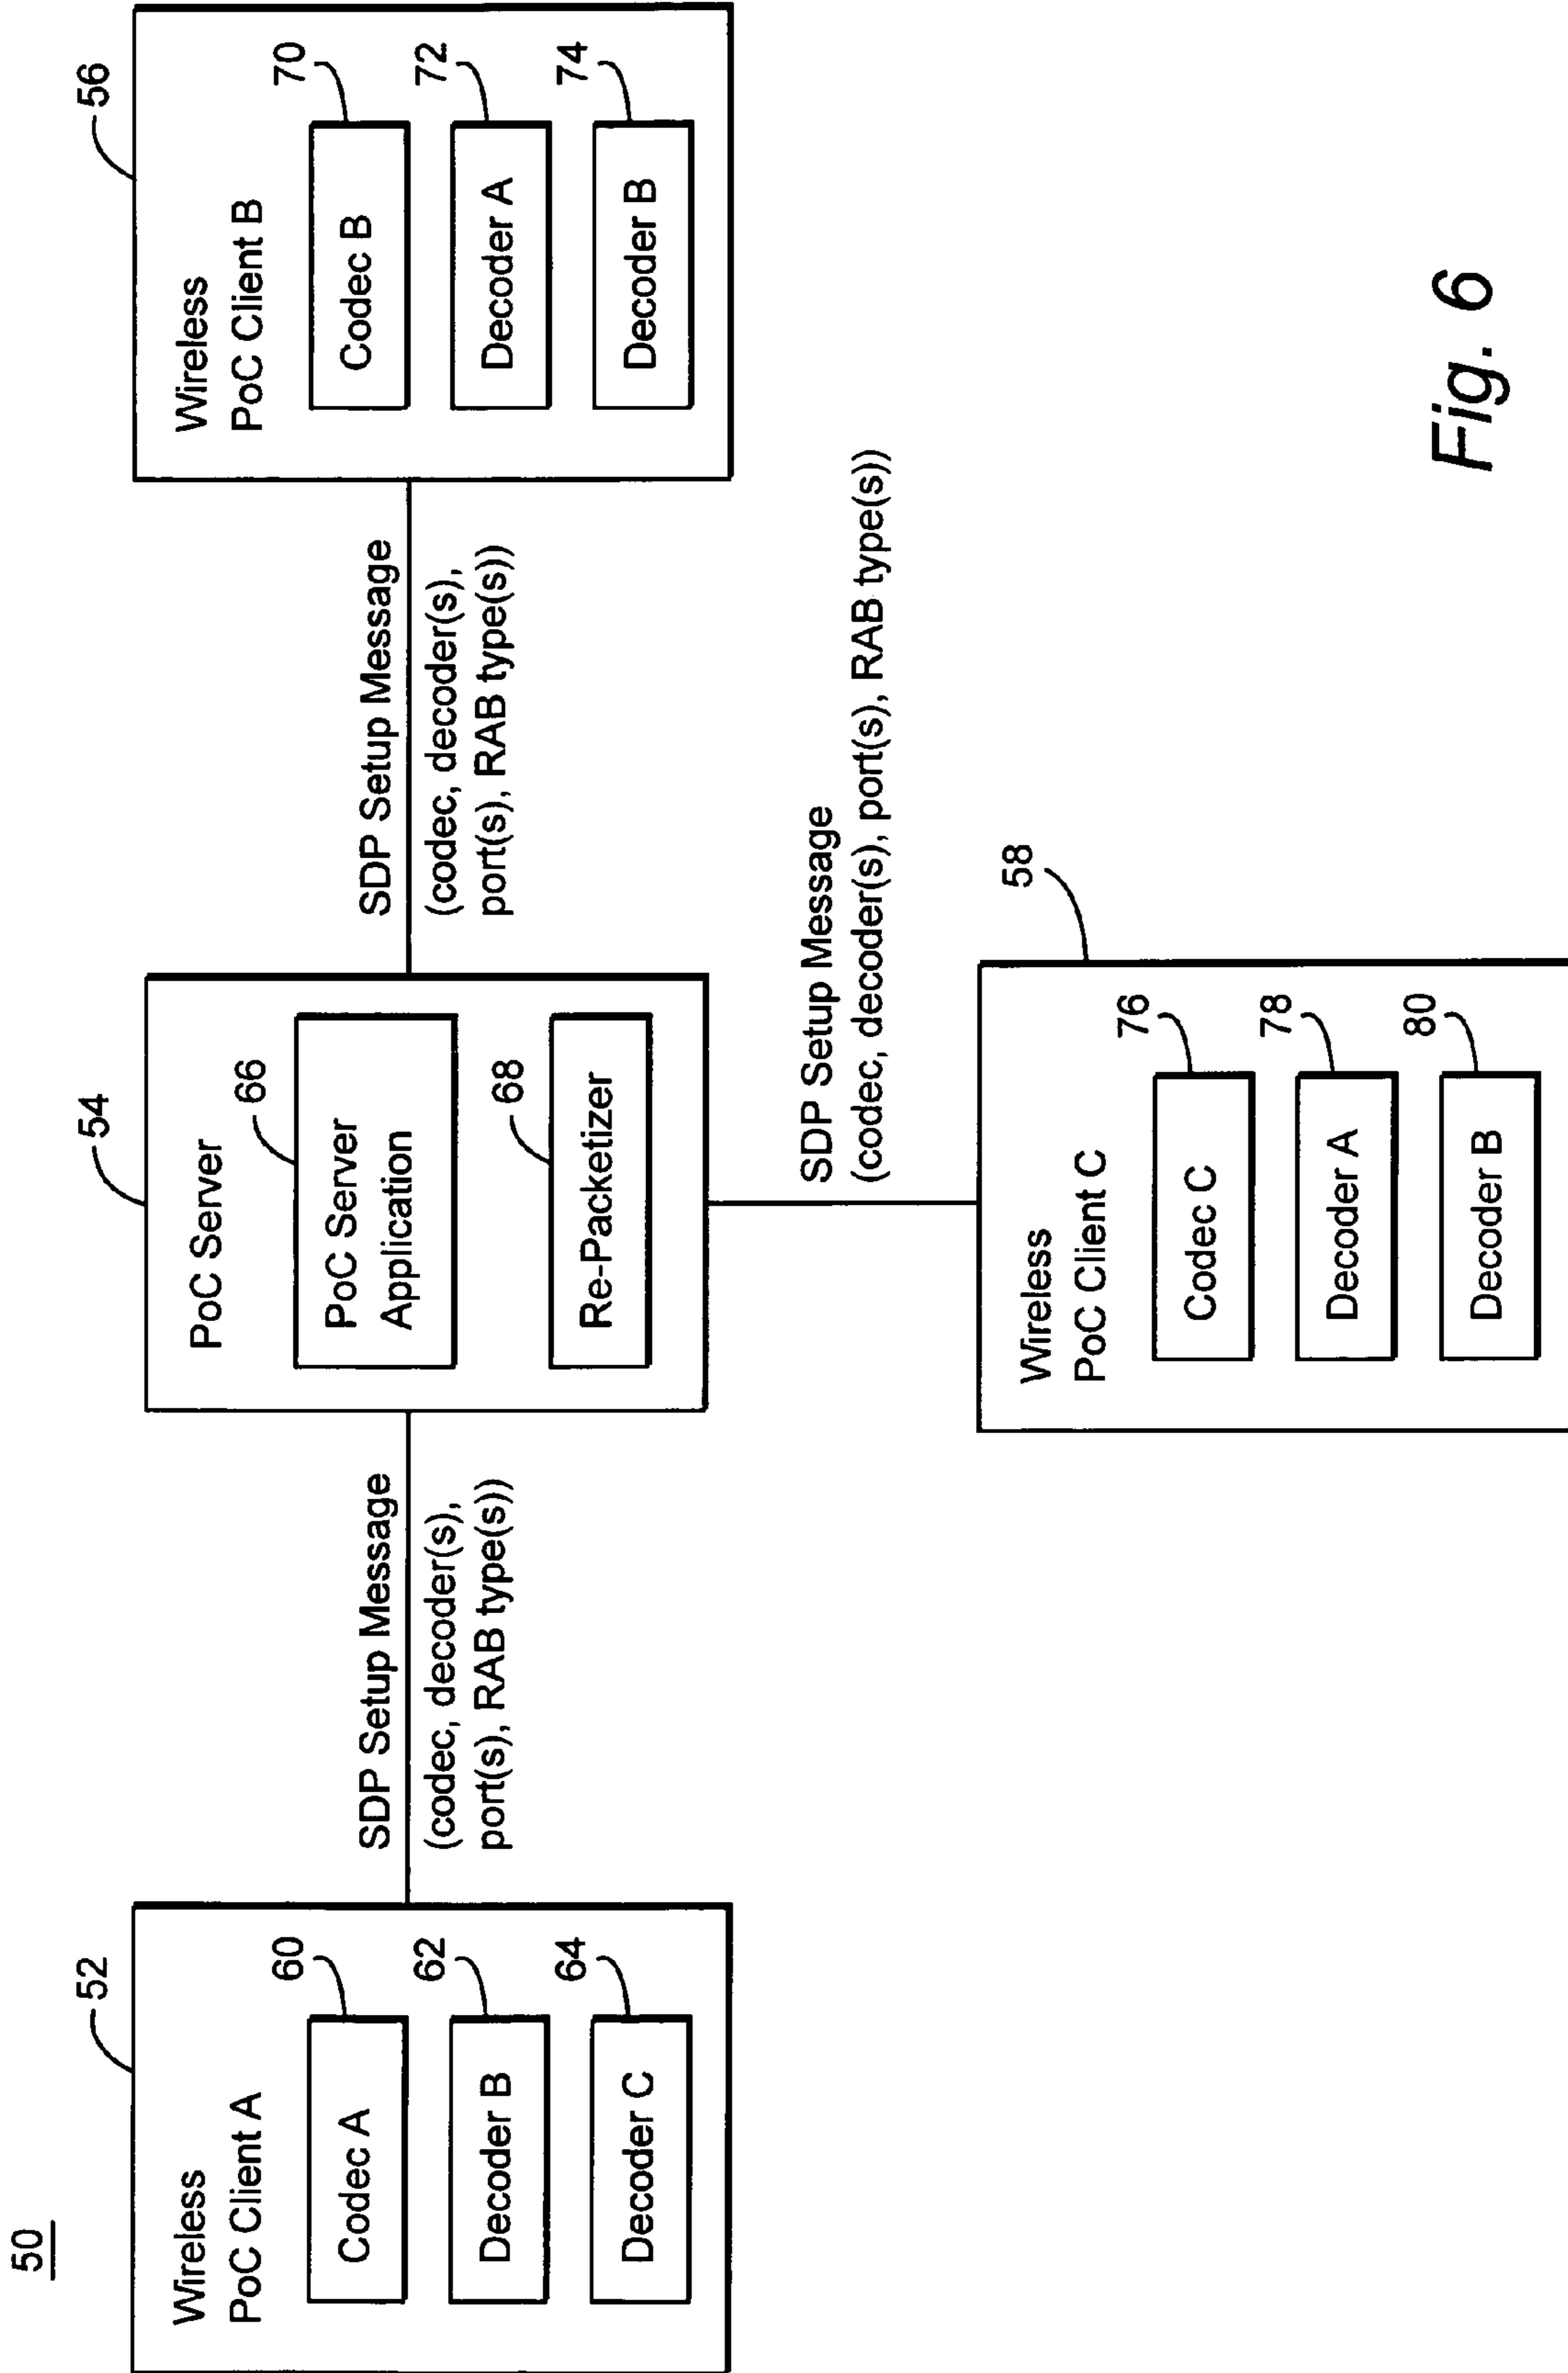 50
52
Wireless
PoC Client A
Codec A
60
Decoder B
62
Decoder C
64
SDP Setup Message
(codec, decoder(s),
port(s), RAB type(s))
54
PoC Server
66
PoC Server
Application
68
Re-Packetizer
SDP Setup Message
(codec, decoder(s),
port(s), RAB type(s))
56
Wireless
PoC Client B
70
Codec B
72
Decoder A
74
Decoder B
SDP Setup Message
(codec, decoder(s), port(s), RAB type(s))
58
Wireless
PoC Client C
76
Codec C
78
Decoder A
80
Decoder B
Fig. 6